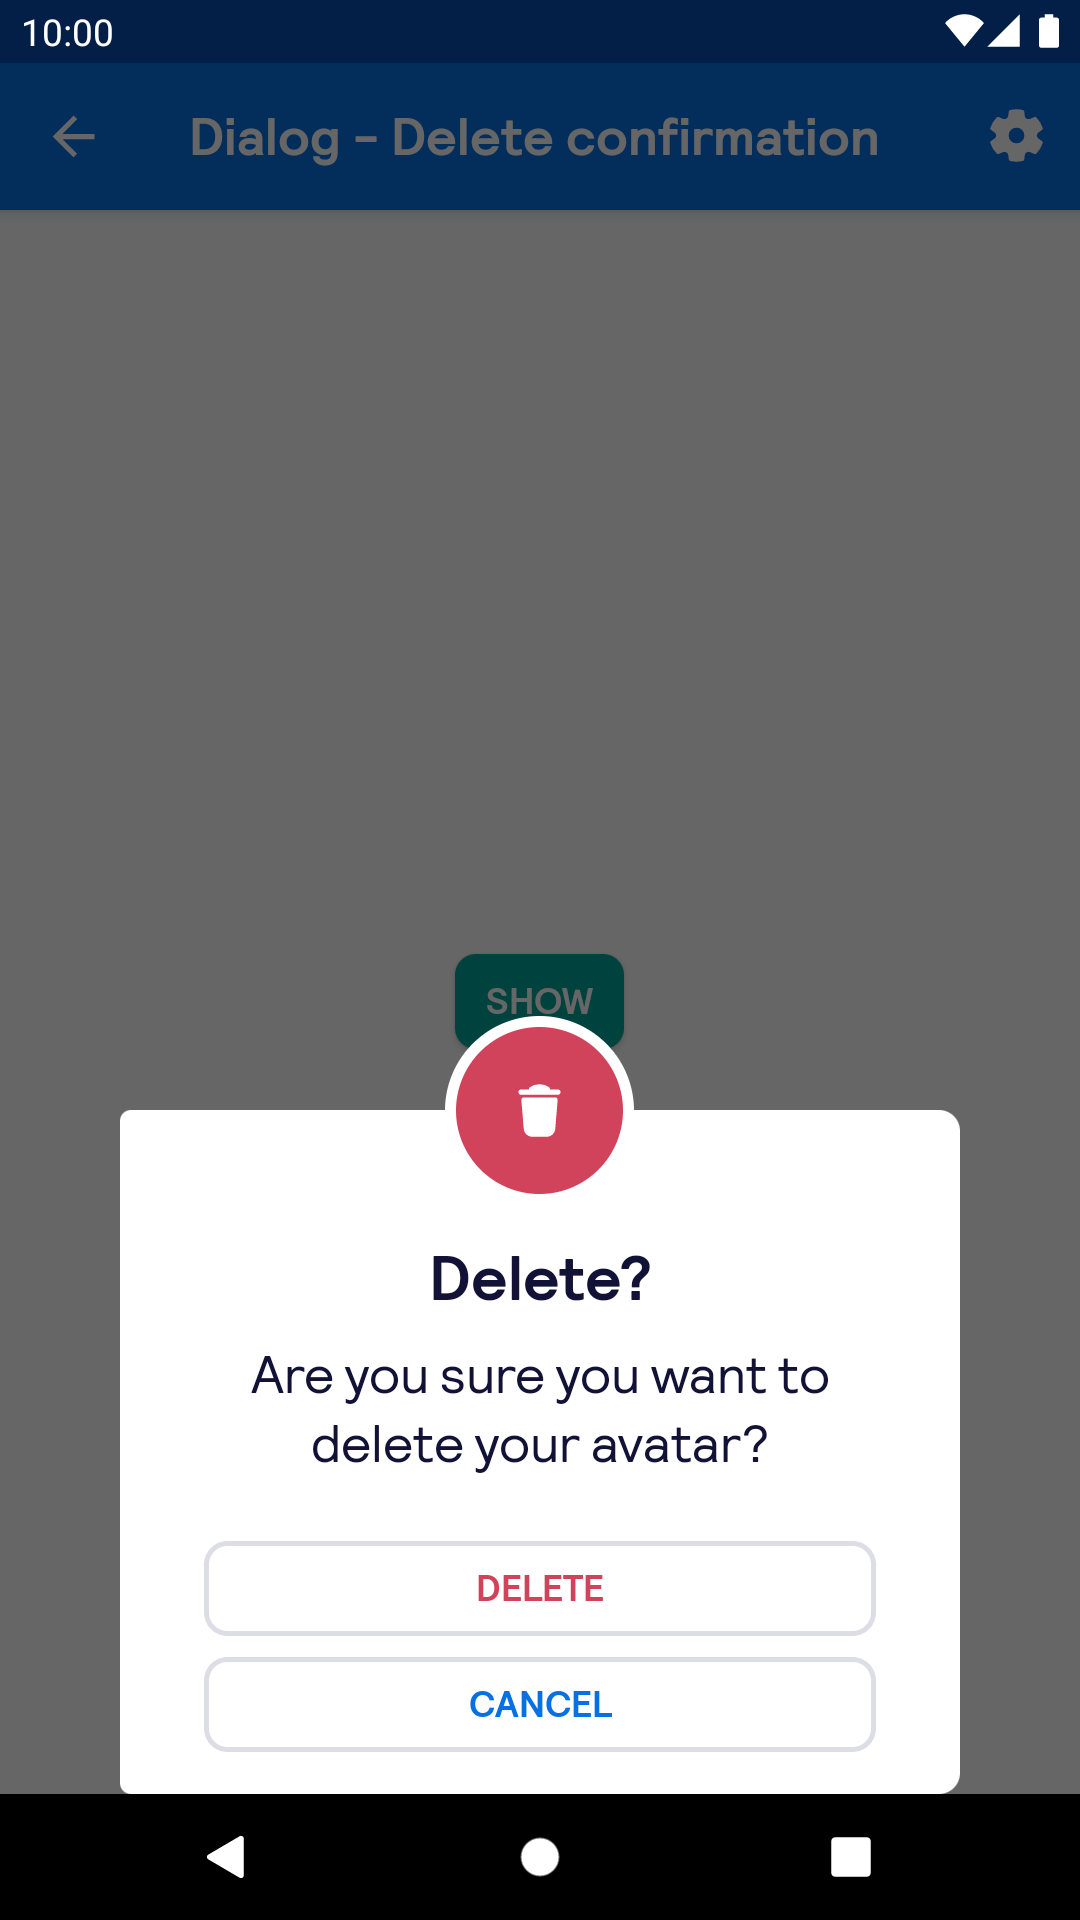 10:00
Dialog - Delete confirmation
SHOW
Delete?
Are you sure you want to
delete your avatar?
DELETE
CANCEL